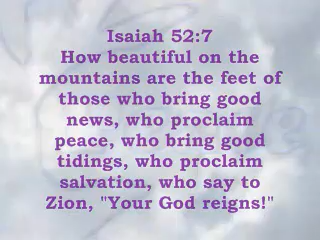 Isaiah 52:7
How beautiful on the
mountains are the feet of
those who bring good
news, who proclaim
peace, who bring good
tidings, who proclaim
salvation, who say to
Zion, "Your God reigns!"